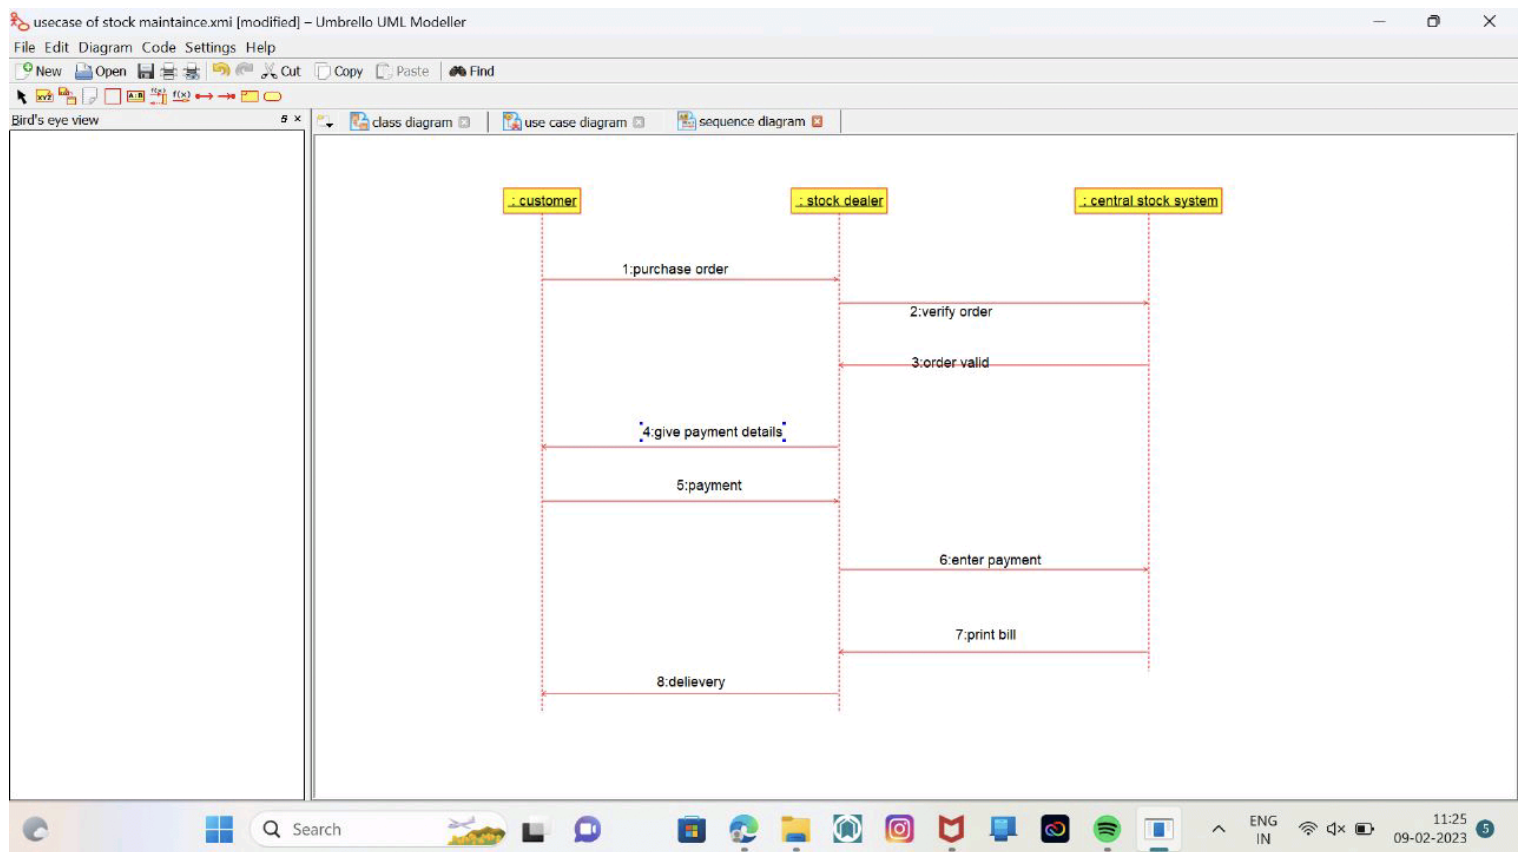 usecase of stock maintaince.xmi [modified] – Umbrello UML Modeller
File Edit Diagram Code Settings Help
New Open Cut Copy Paste Find
Bird's eye view
class diagram use case diagram sequence diagram
: customer : stock dealer : central stock system
1:purchase order
2:verify order
3:order valid
4:give payment details
5:payment
6:enter payment
7:print bill
8:delievery
Search
ENG
IN
11:25
09-02-2023
5